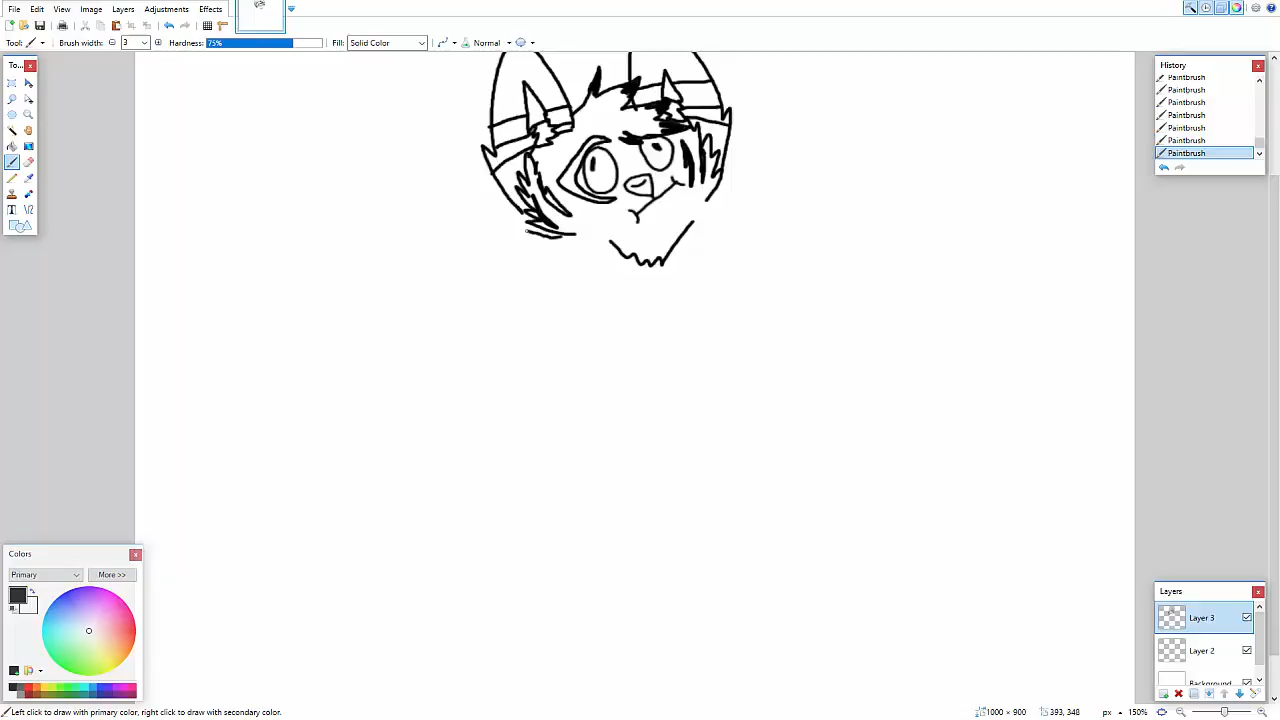 File Edit View Image Layers Adjustments Effects
Tool: Brush width: 3 Hardness: 75% Fill: Solid Color Normal
To...
History
Paintbrush
Paintbrush
Paintbrush
Paintbrush
Paintbrush
Paintbrush
Paintbrush
Colors
Primary More >>
Layers
Layer 3
Layer 2
Background
Left click to draw with primary color, right click to draw with secondary color. 1000 × 900 393, 348 px 150%